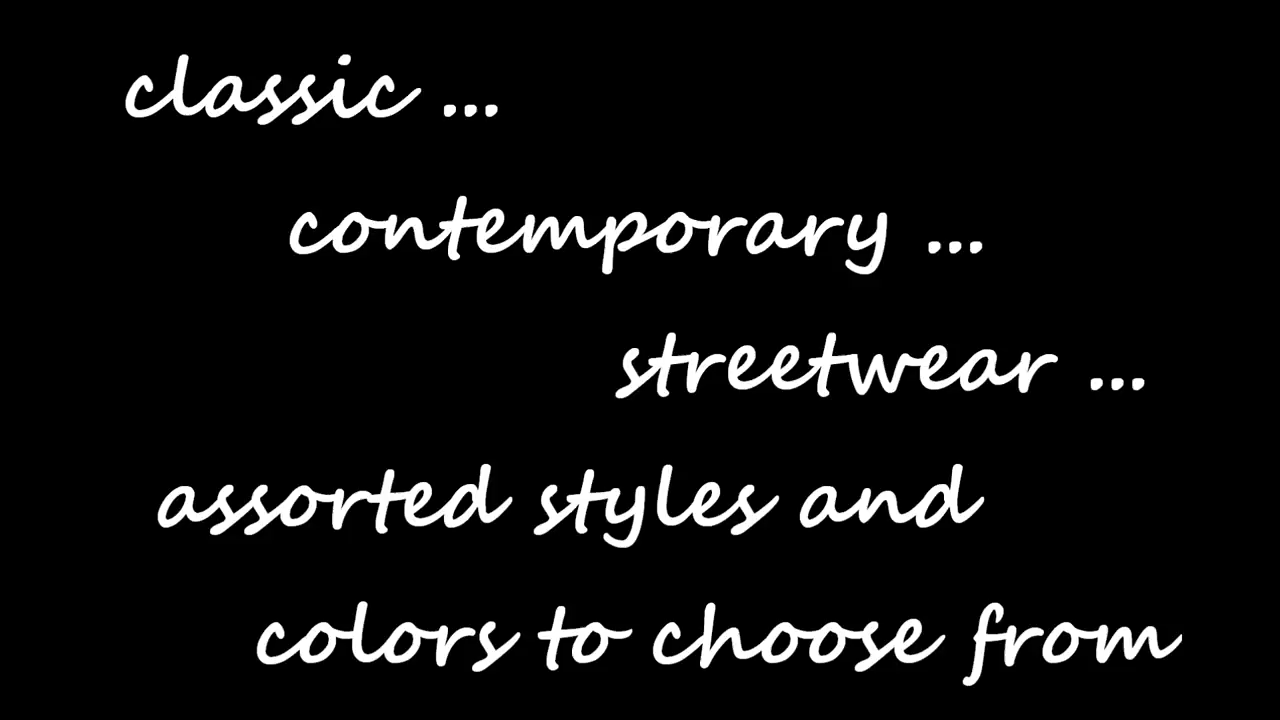 classic ...
contemporary ...
streetwear ...
assorted styles and
colors to choose from